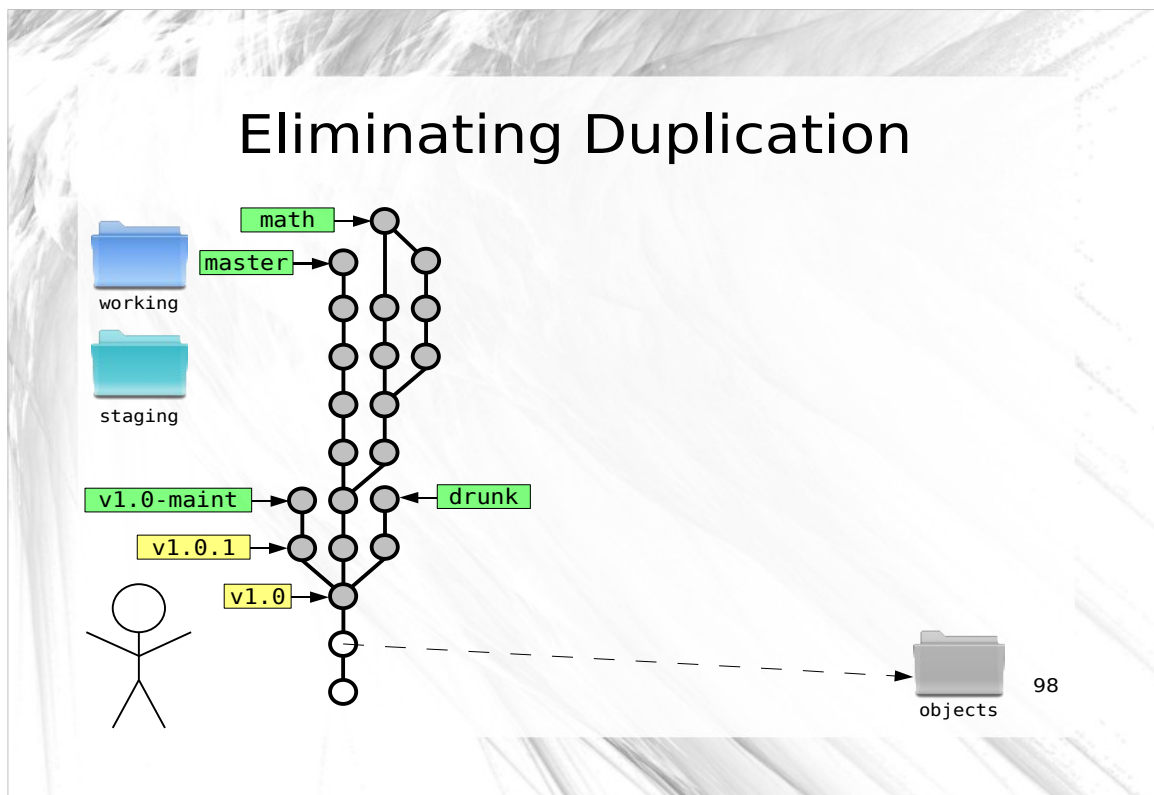 Eliminating Duplication
math
master
working
staging
v1.0-maint
drunk
v1.0.1
v1.0
98
objects